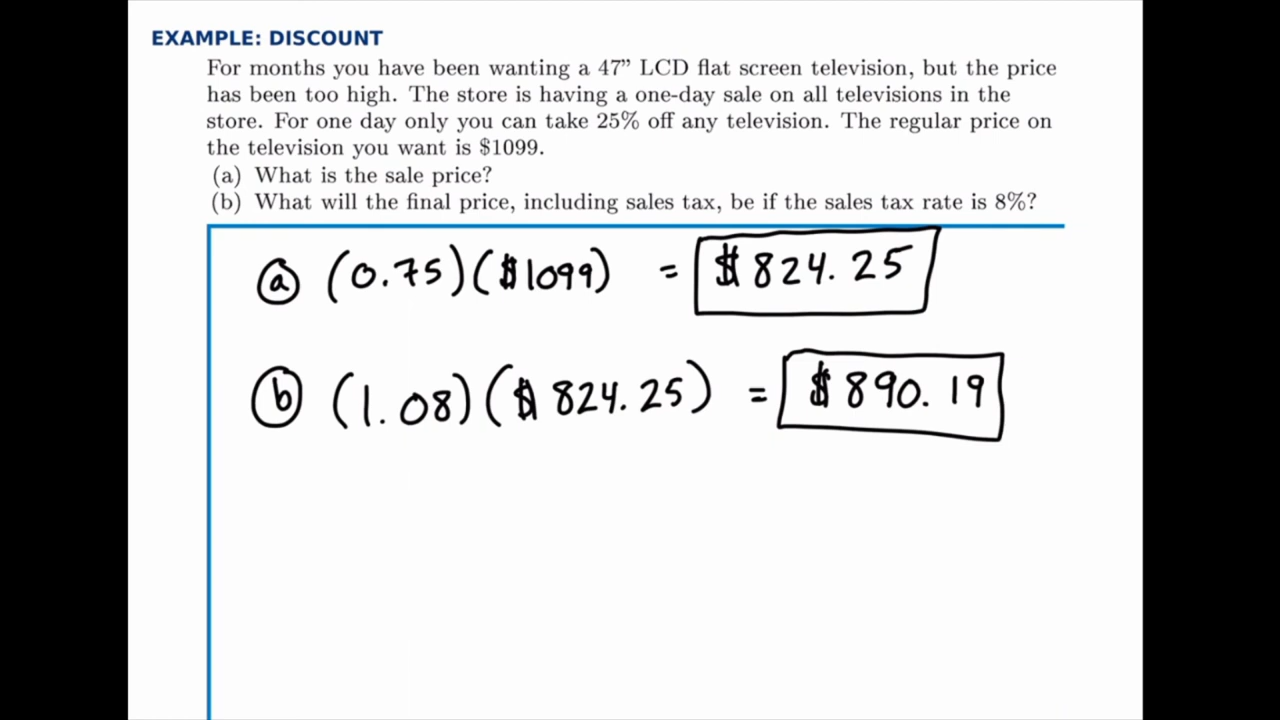 EXAMPLE: DISCOUNT
For months you have been wanting a 47” LCD flat screen television, but the price
has been too high. The store is having a one-day sale on all televisions in the
store. For one day only you can take 25% off any television. The regular price on
the television you want is $1099.
(a) What is the sale price?
(b) What will the final price, including sales tax, be if the sales tax rate is 8%?
a (0.75)($1099) = $824.25
b (1.08)($824.25) = $890.19